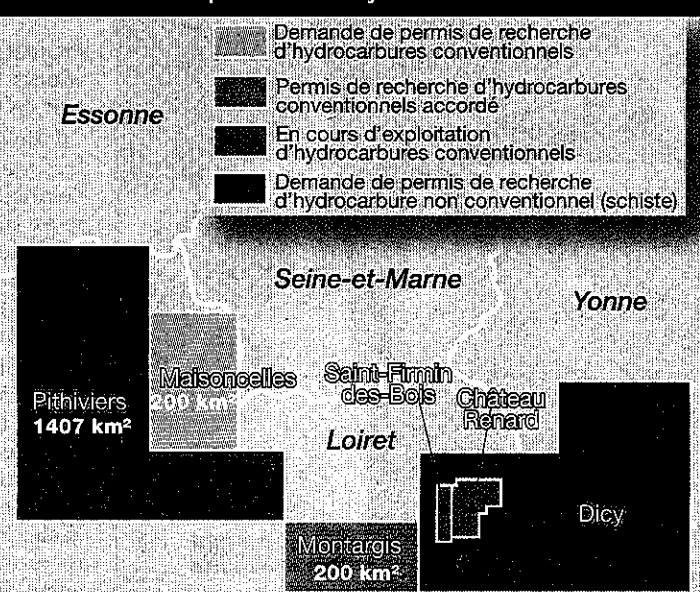 Demande de permis de recherche
d'hydrocarbures conventionnels
Permis de recherche d'hydrocarbures
conventionnels accordé
En cours d'exploitation
d'hydrocarbures conventionnels
Demande de permis de recherche
d'hydrocarbure non conventionnel (schiste)
Essonne
Seine-et-Marne
Yonne
Maisoncelles
200 km²
Saint-Firmin
des-Bois
Château
Renard
Pithiviers
1407 km²
Loiret
Dicy
Montargis
200 km²